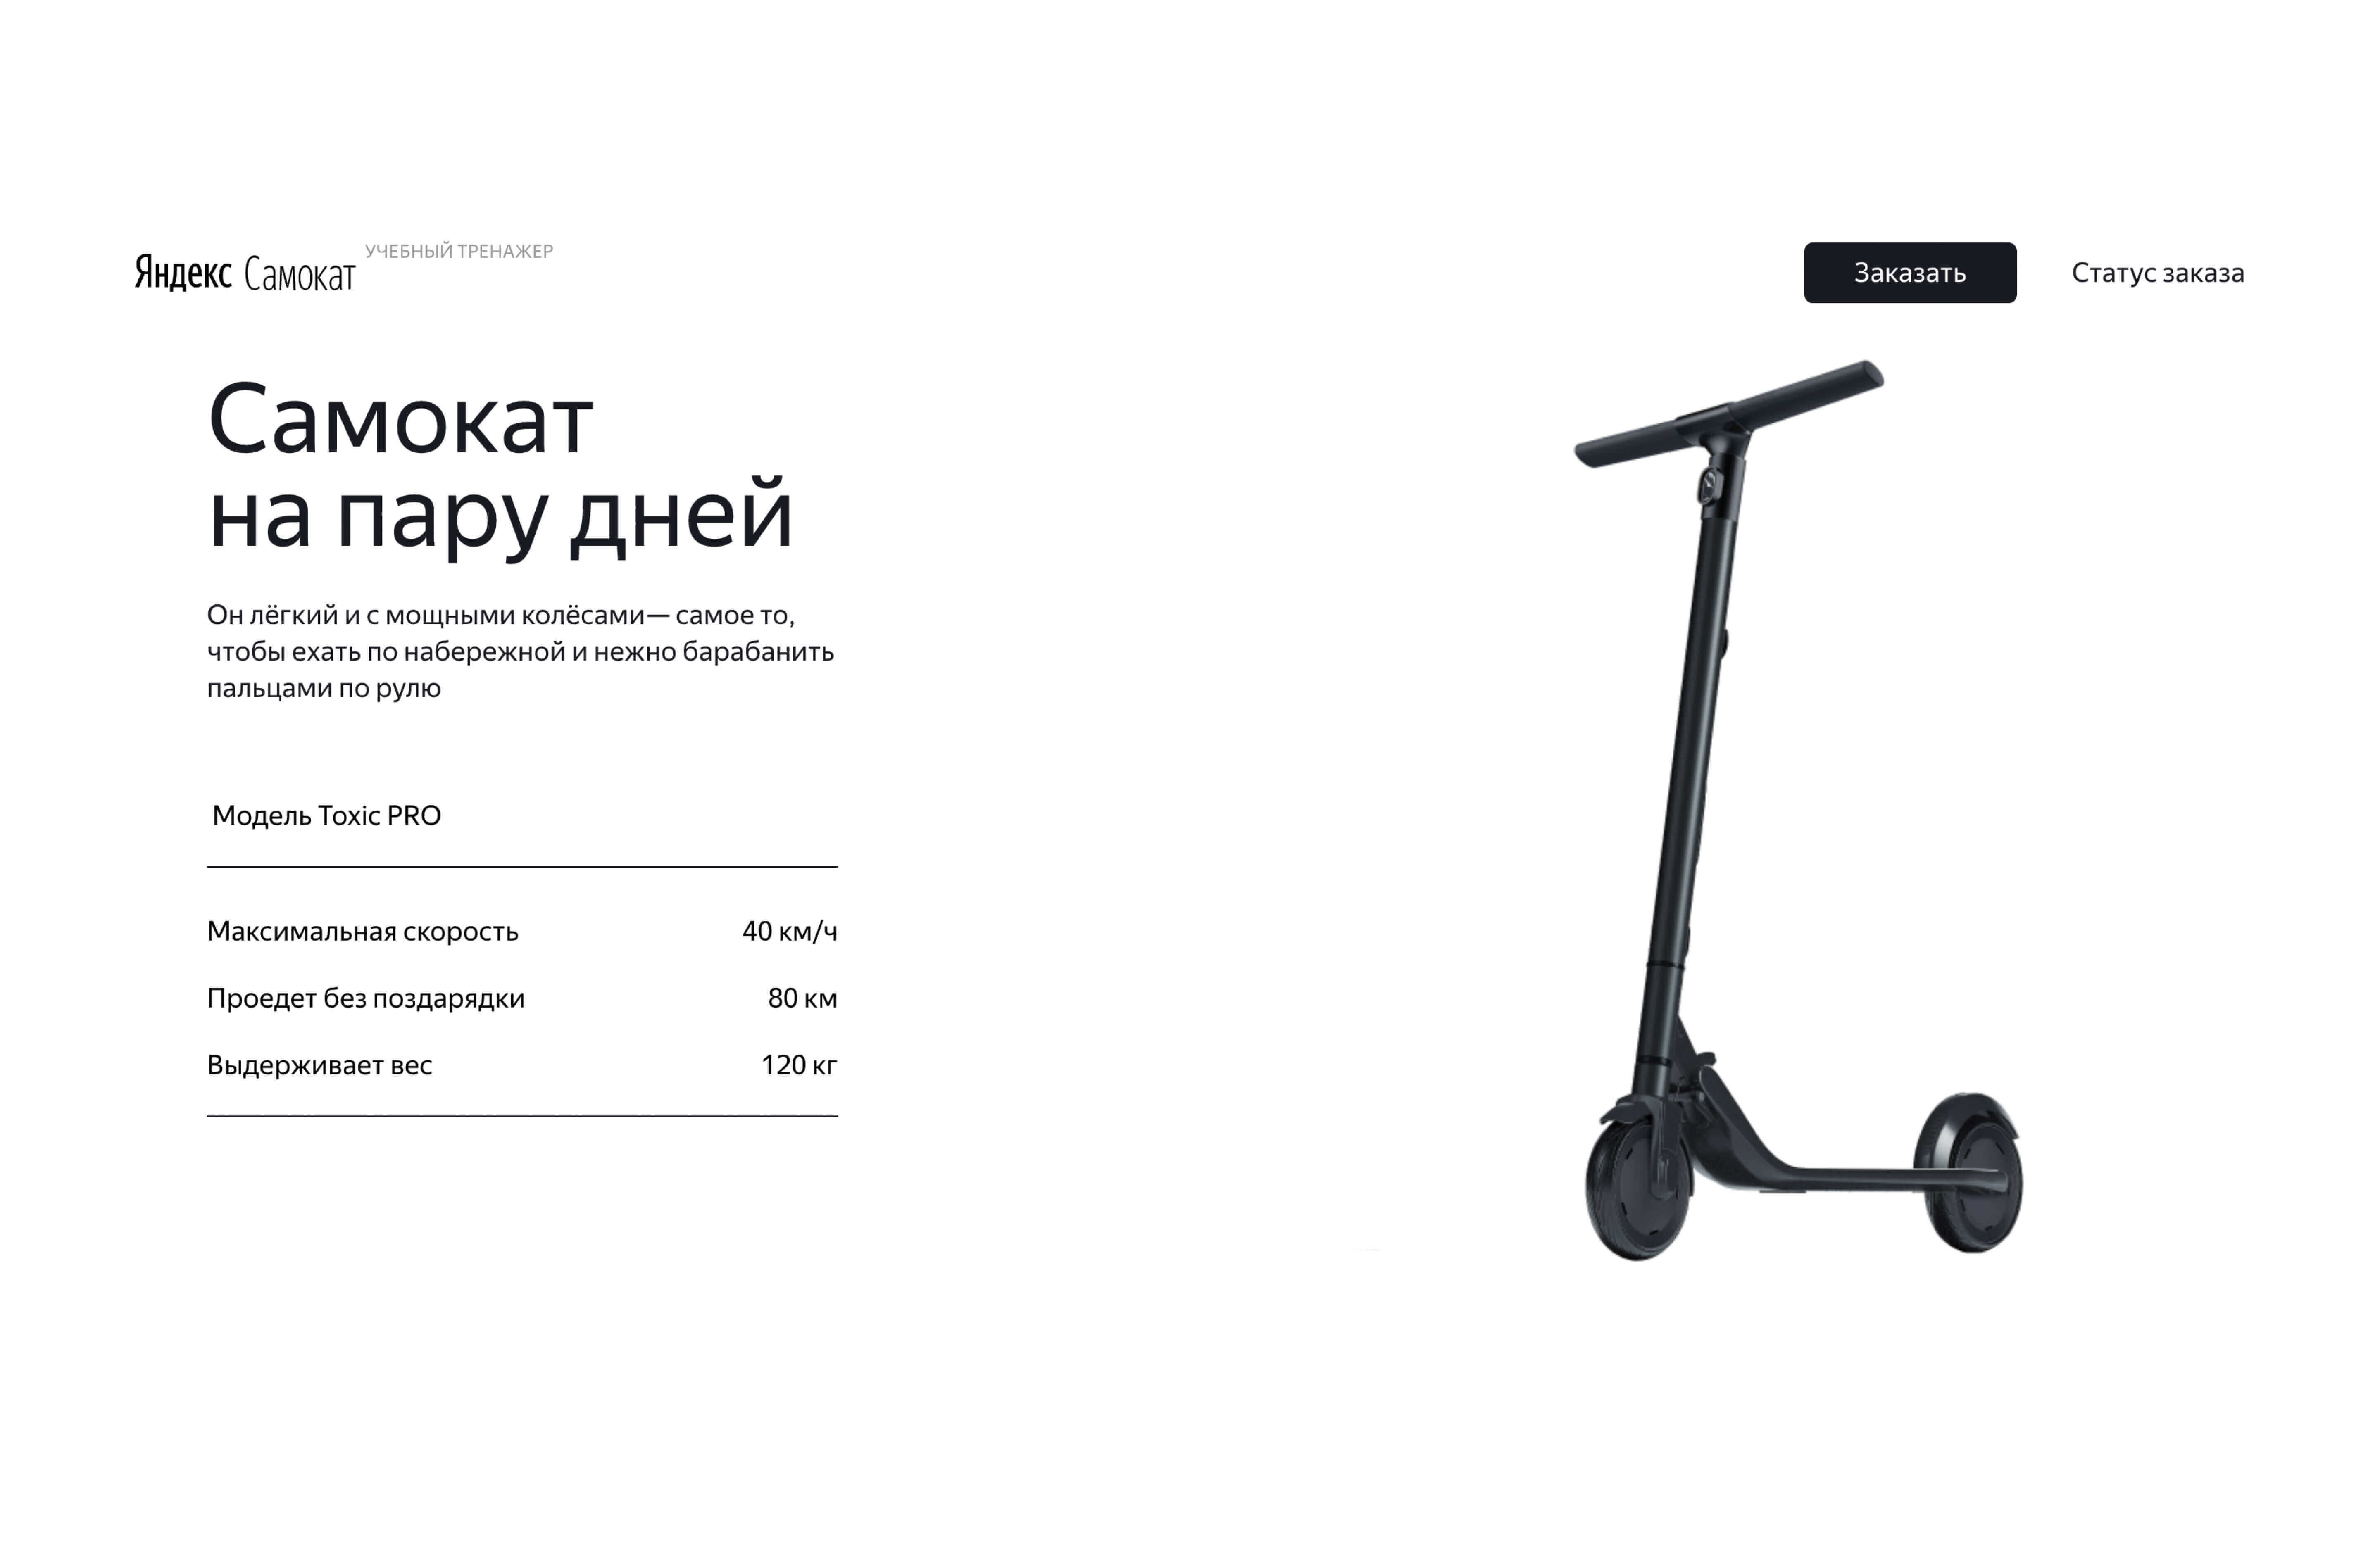 Яндекс Самокат УЧЕБНЫЙ ТРЕНАЖЕР
Заказать
Статус заказа
Самокат
на пару дней
Он лёгкий и с мощными колёсами— самое то,
чтобы ехать по набережной и нежно барабанить
пальцами по рулю
Модель Toxic PRO
Максимальная скорость 40 км/ч
Проедет без поздарядки 80 км
Выдерживает вес 120 кг